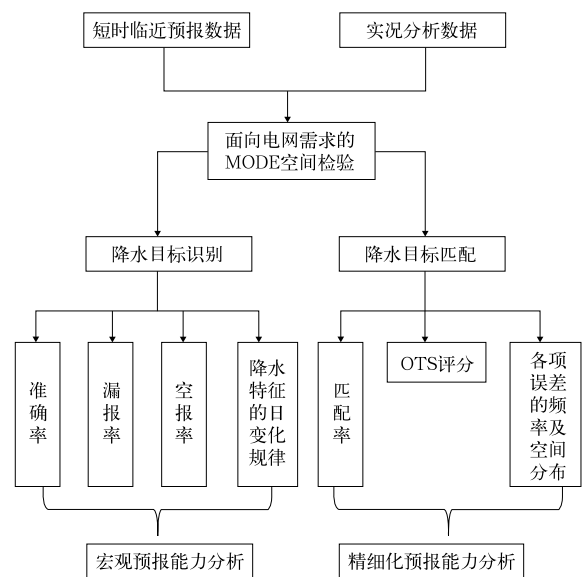 短时临近预报数据
实况分析数据
面向电网需求的
MODE空间检验
降水目标识别
降水目标匹配
准确率
漏报率
空报率
降水
特征
的日
变化
规律
匹配率
OTS评分
各项
误差
的频
率及
空间
分布
宏观预报能力分析
精细化预报能力分析